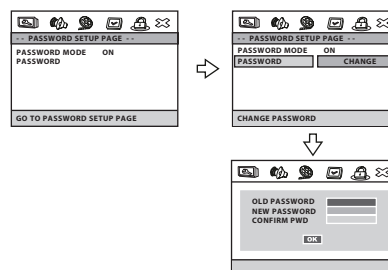 - - PASSWORD SETUP PAGE - -
PASSWORD MODE ON
PASSWORD
GO TO PASSWORD SETUP PAGE
- - PASSWORD SETUP PAGE - -
PASSWORD MODE ON
PASSWORD CHANGE
CHANGE PASSWORD
OLD PASSWORD
NEW PASSWORD
CONFIRM PWD
OK